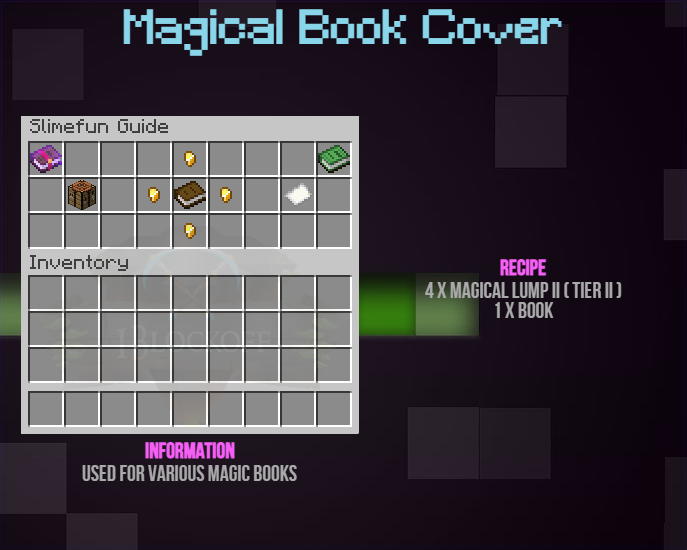 Magical Book Cover
Slimefun Guide
Inventory
IBLOCKOFF
RECIPE
4 X MAGICAL LUMP II ( TIER II )
1 X BOOK
INFORMATION
USED FOR VARIOUS MAGIC BOOKS